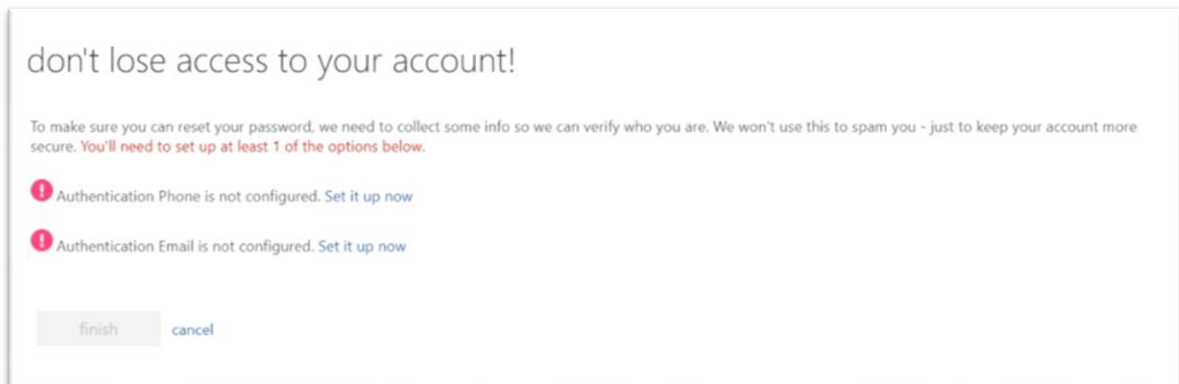 don't lose access to your account!
To make sure you can reset your password, we need to collect some info so we can verify who you are. We won't use this to spam you - just to keep your account more
secure. You'll need to set up at least 1 of the options below.
! Authentication Phone is not configured. Set it up now
! Authentication Email is not configured. Set it up now
finish cancel